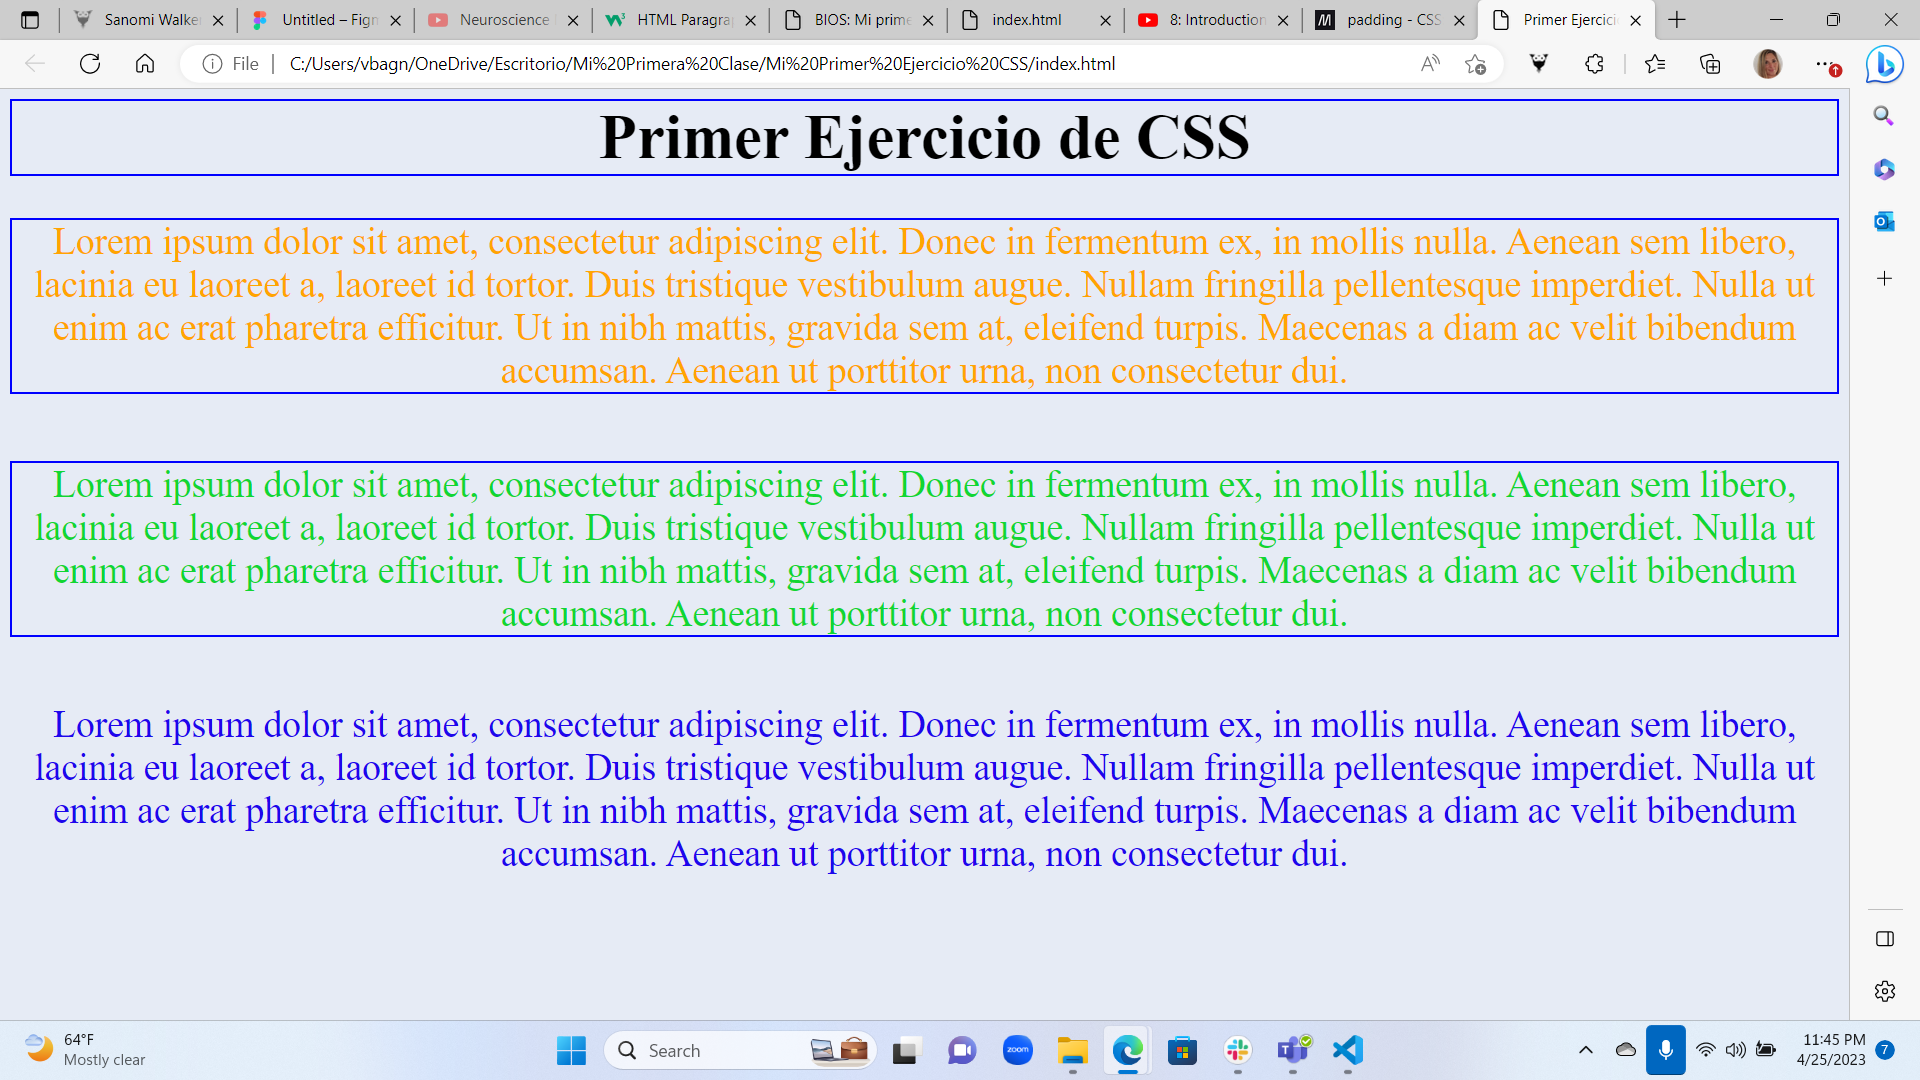 Sanomi Walke
Untitled – Figm
Neuroscience
HTML Paragra
BIOS: Mi prime
index.html
8: Introduction
padding - CSS
Primer Ejercici
File
C:/Users/vbagn/OneDrive/Escritorio/Mi%20Primera%20Clase/Mi%20Primer%20Ejercicio%20CSS/index.html
Primer Ejercicio de CSS
Lorem ipsum dolor sit amet, consectetur adipiscing elit. Donec in fermentum ex, in mollis nulla. Aenean sem libero,
lacinia eu laoreet a, laoreet id tortor. Duis tristique vestibulum augue. Nullam fringilla pellentesque imperdiet. Nulla ut
enim ac erat pharetra efficitur. Ut in nibh mattis, gravida sem at, eleifend turpis. Maecenas a diam ac velit bibendum
accumsan. Aenean ut porttitor urna, non consectetur dui.
Lorem ipsum dolor sit amet, consectetur adipiscing elit. Donec in fermentum ex, in mollis nulla. Aenean sem libero,
lacinia eu laoreet a, laoreet id tortor. Duis tristique vestibulum augue. Nullam fringilla pellentesque imperdiet. Nulla ut
enim ac erat pharetra efficitur. Ut in nibh mattis, gravida sem at, eleifend turpis. Maecenas a diam ac velit bibendum
accumsan. Aenean ut porttitor urna, non consectetur dui.
Lorem ipsum dolor sit amet, consectetur adipiscing elit. Donec in fermentum ex, in mollis nulla. Aenean sem libero,
lacinia eu laoreet a, laoreet id tortor. Duis tristique vestibulum augue. Nullam fringilla pellentesque imperdiet. Nulla ut
enim ac erat pharetra efficitur. Ut in nibh mattis, gravida sem at, eleifend turpis. Maecenas a diam ac velit bibendum
accumsan. Aenean ut porttitor urna, non consectetur dui.
64°F
Mostly clear
Search
zoom
11:45 PM
4/25/2023
7